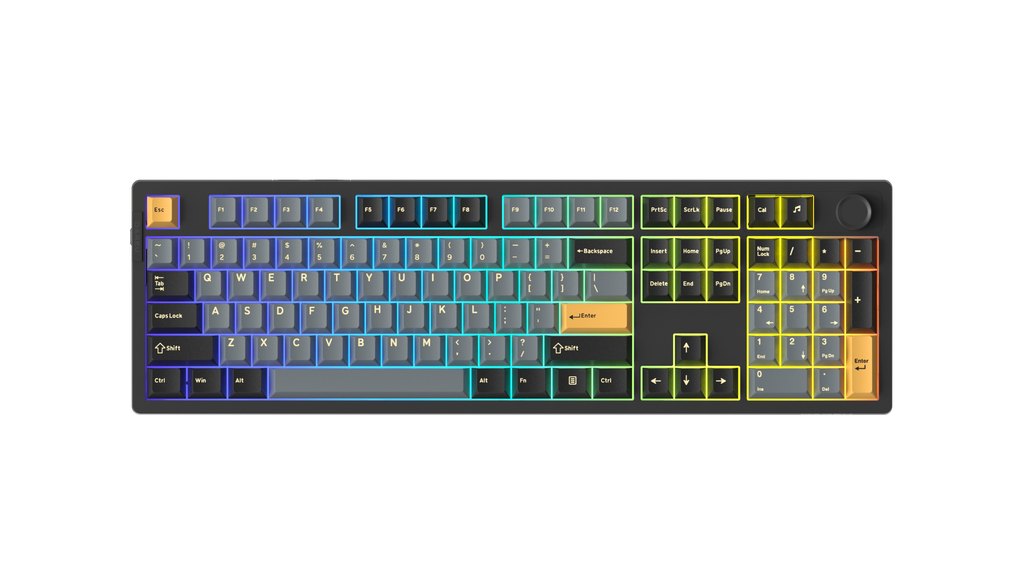 Esc F1 F2 F3 F4 F5 F6 F7 F8 F9 F10 F11 F12 PrtSc ScrLk Pause Cal
~ ! @ # $ % ^ & * ( ) _ +
` 1 2 3 4 5 6 7 8 9 0 - = ←Backspace Insert Home PgUp Num Lock / * -
Tab Q W E R T Y U I O P { [ } ] | \ Delete End PgDn 7 Home 8 ↑ 9 PgUp +
Caps Lock A S D F G H J K L : ; " ' Enter 4 ← 5 6 →
Shift Z X C V B N M < , > . ? / Shift ↑ 1 End 2 ↓ 3 PgDn Enter
Ctrl Win Alt Alt Fn Ctrl ← ↓ → 0 Ins . Del